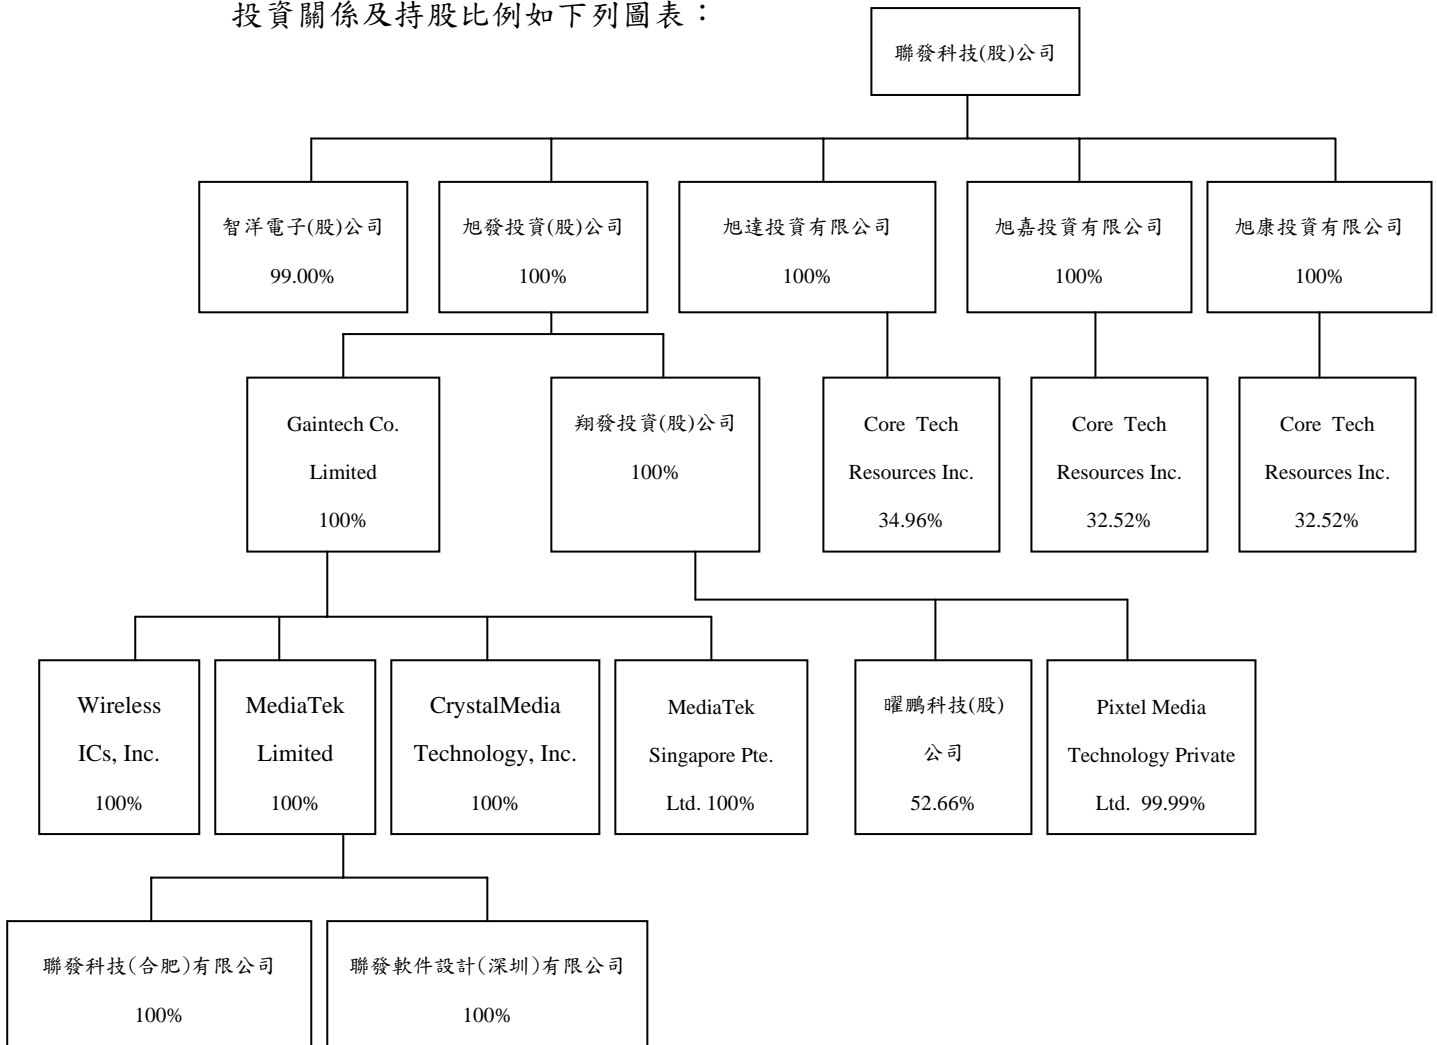 投資關係及持股比例如下列圖表：
聯發科技(股)公司
智洋電子(股)公司
99.00%
旭發投資(股)公司
100%
旭達投資有限公司
100%
旭嘉投資有限公司
100%
旭康投資有限公司
100%
Gaintech Co.
Limited
100%
翔發投資(股)公司
100%
Core Tech
Resources Inc.
34.96%
Core Tech
Resources Inc.
32.52%
Core Tech
Resources Inc.
32.52%
Wireless
ICs, Inc.
100%
MediaTek
Limited
100%
CrystalMedia
Technology, Inc.
100%
MediaTek
Singapore Pte.
Ltd. 100%
曜鵬科技(股)
公司
52.66%
Pixtel Media
Technology Private
Ltd. 99.99%
聯發科技(合肥)有限公司
100%
聯發軟件設計(深圳)有限公司
100%